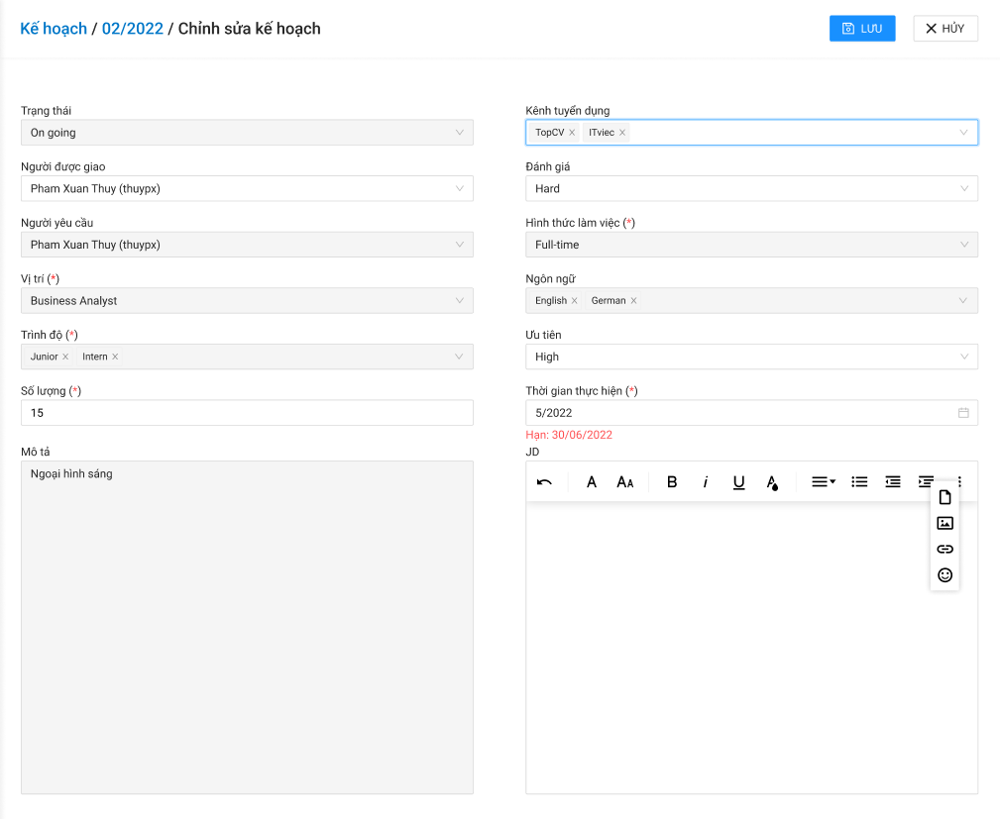 Kế hoạch / 02/2022 / Chỉnh sửa kế hoạch
LƯU
HỦY
Trạng thái
On going
Kênh tuyển dụng
TopCV
ITviec
Người được giao
Pham Xuan Thuy (thuypx)
Đánh giá
Hard
Người yêu cầu
Pham Xuan Thuy (thuypx)
Hình thức làm việc (*)
Full-time
Vị trí (*)
Business Analyst
Ngôn ngữ
English
German
Trình độ (*)
Junior
Intern
Ưu tiên
High
Số lượng (*)
15
Thời gian thực hiện (*)
5/2022
Hạn: 30/06/2022
Mô tả
Ngoại hình sáng
JD
A
AA
B
i
U
A